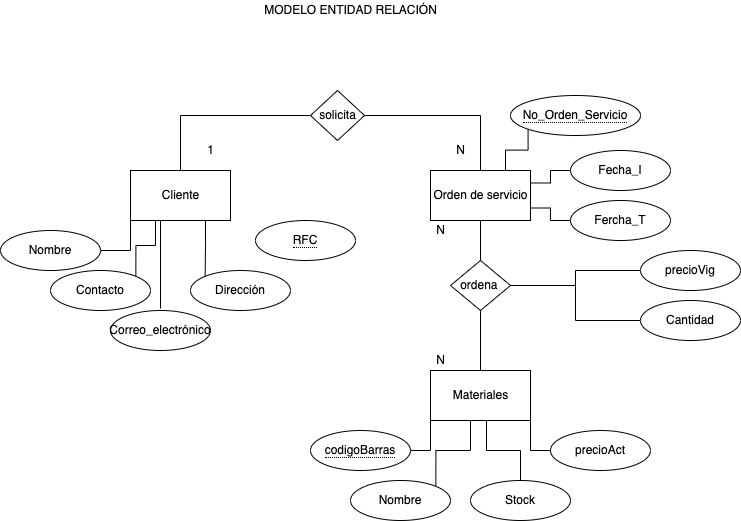 MODELO ENTIDAD RELACIÓN
solicita
No_Orden_Servicio
1
N
Fecha_I
Cliente
Orden de servicio
Fercha_T
N
Nombre
RFC
precioVig
Contacto
Dirección
ordena
Correo_electrónico
Cantidad
N
Materiales
codigoBarras
precioAct
Nombre
Stock